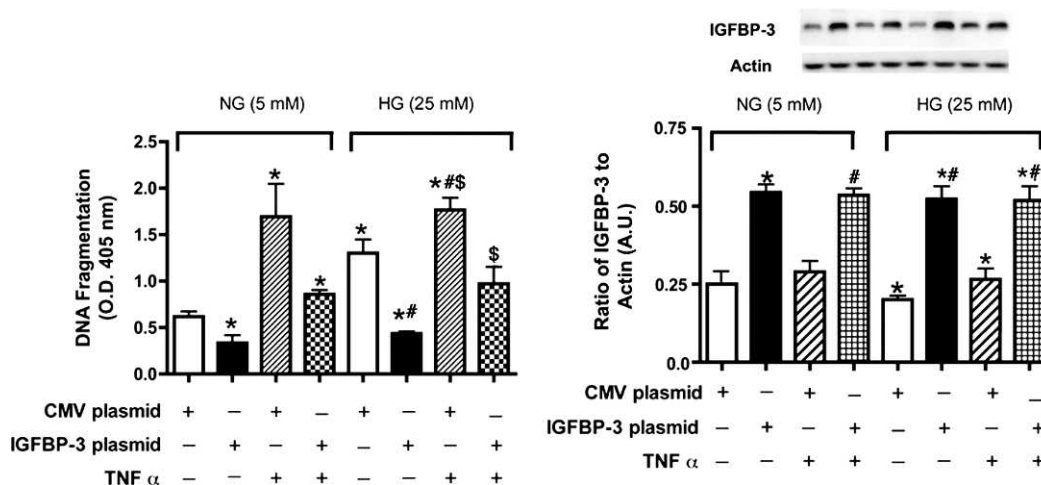 NG (5 mM) HG (25 mM)
2.5
2.0
1.5
1.0
0.5
0.0
DNA Fragmentation
(O.D. 405 nm)
* * * * *# *#$ $
*
CMV plasmid + – + – + – + –
IGFBP-3 plasmid – + – + – + – +
TNF α – – + + – – + +
IGFBP-3
Actin
NG (5 mM) HG (25 mM)
0.75
0.50
0.25
0.0
Ratio of IGFBP-3 to
Actin (A.U.)
* # * *# * *#
CMV plasmid + – + – + – + –
IGFBP-3 plasmid – + – + – + – +
TNF α – – + + – – + +